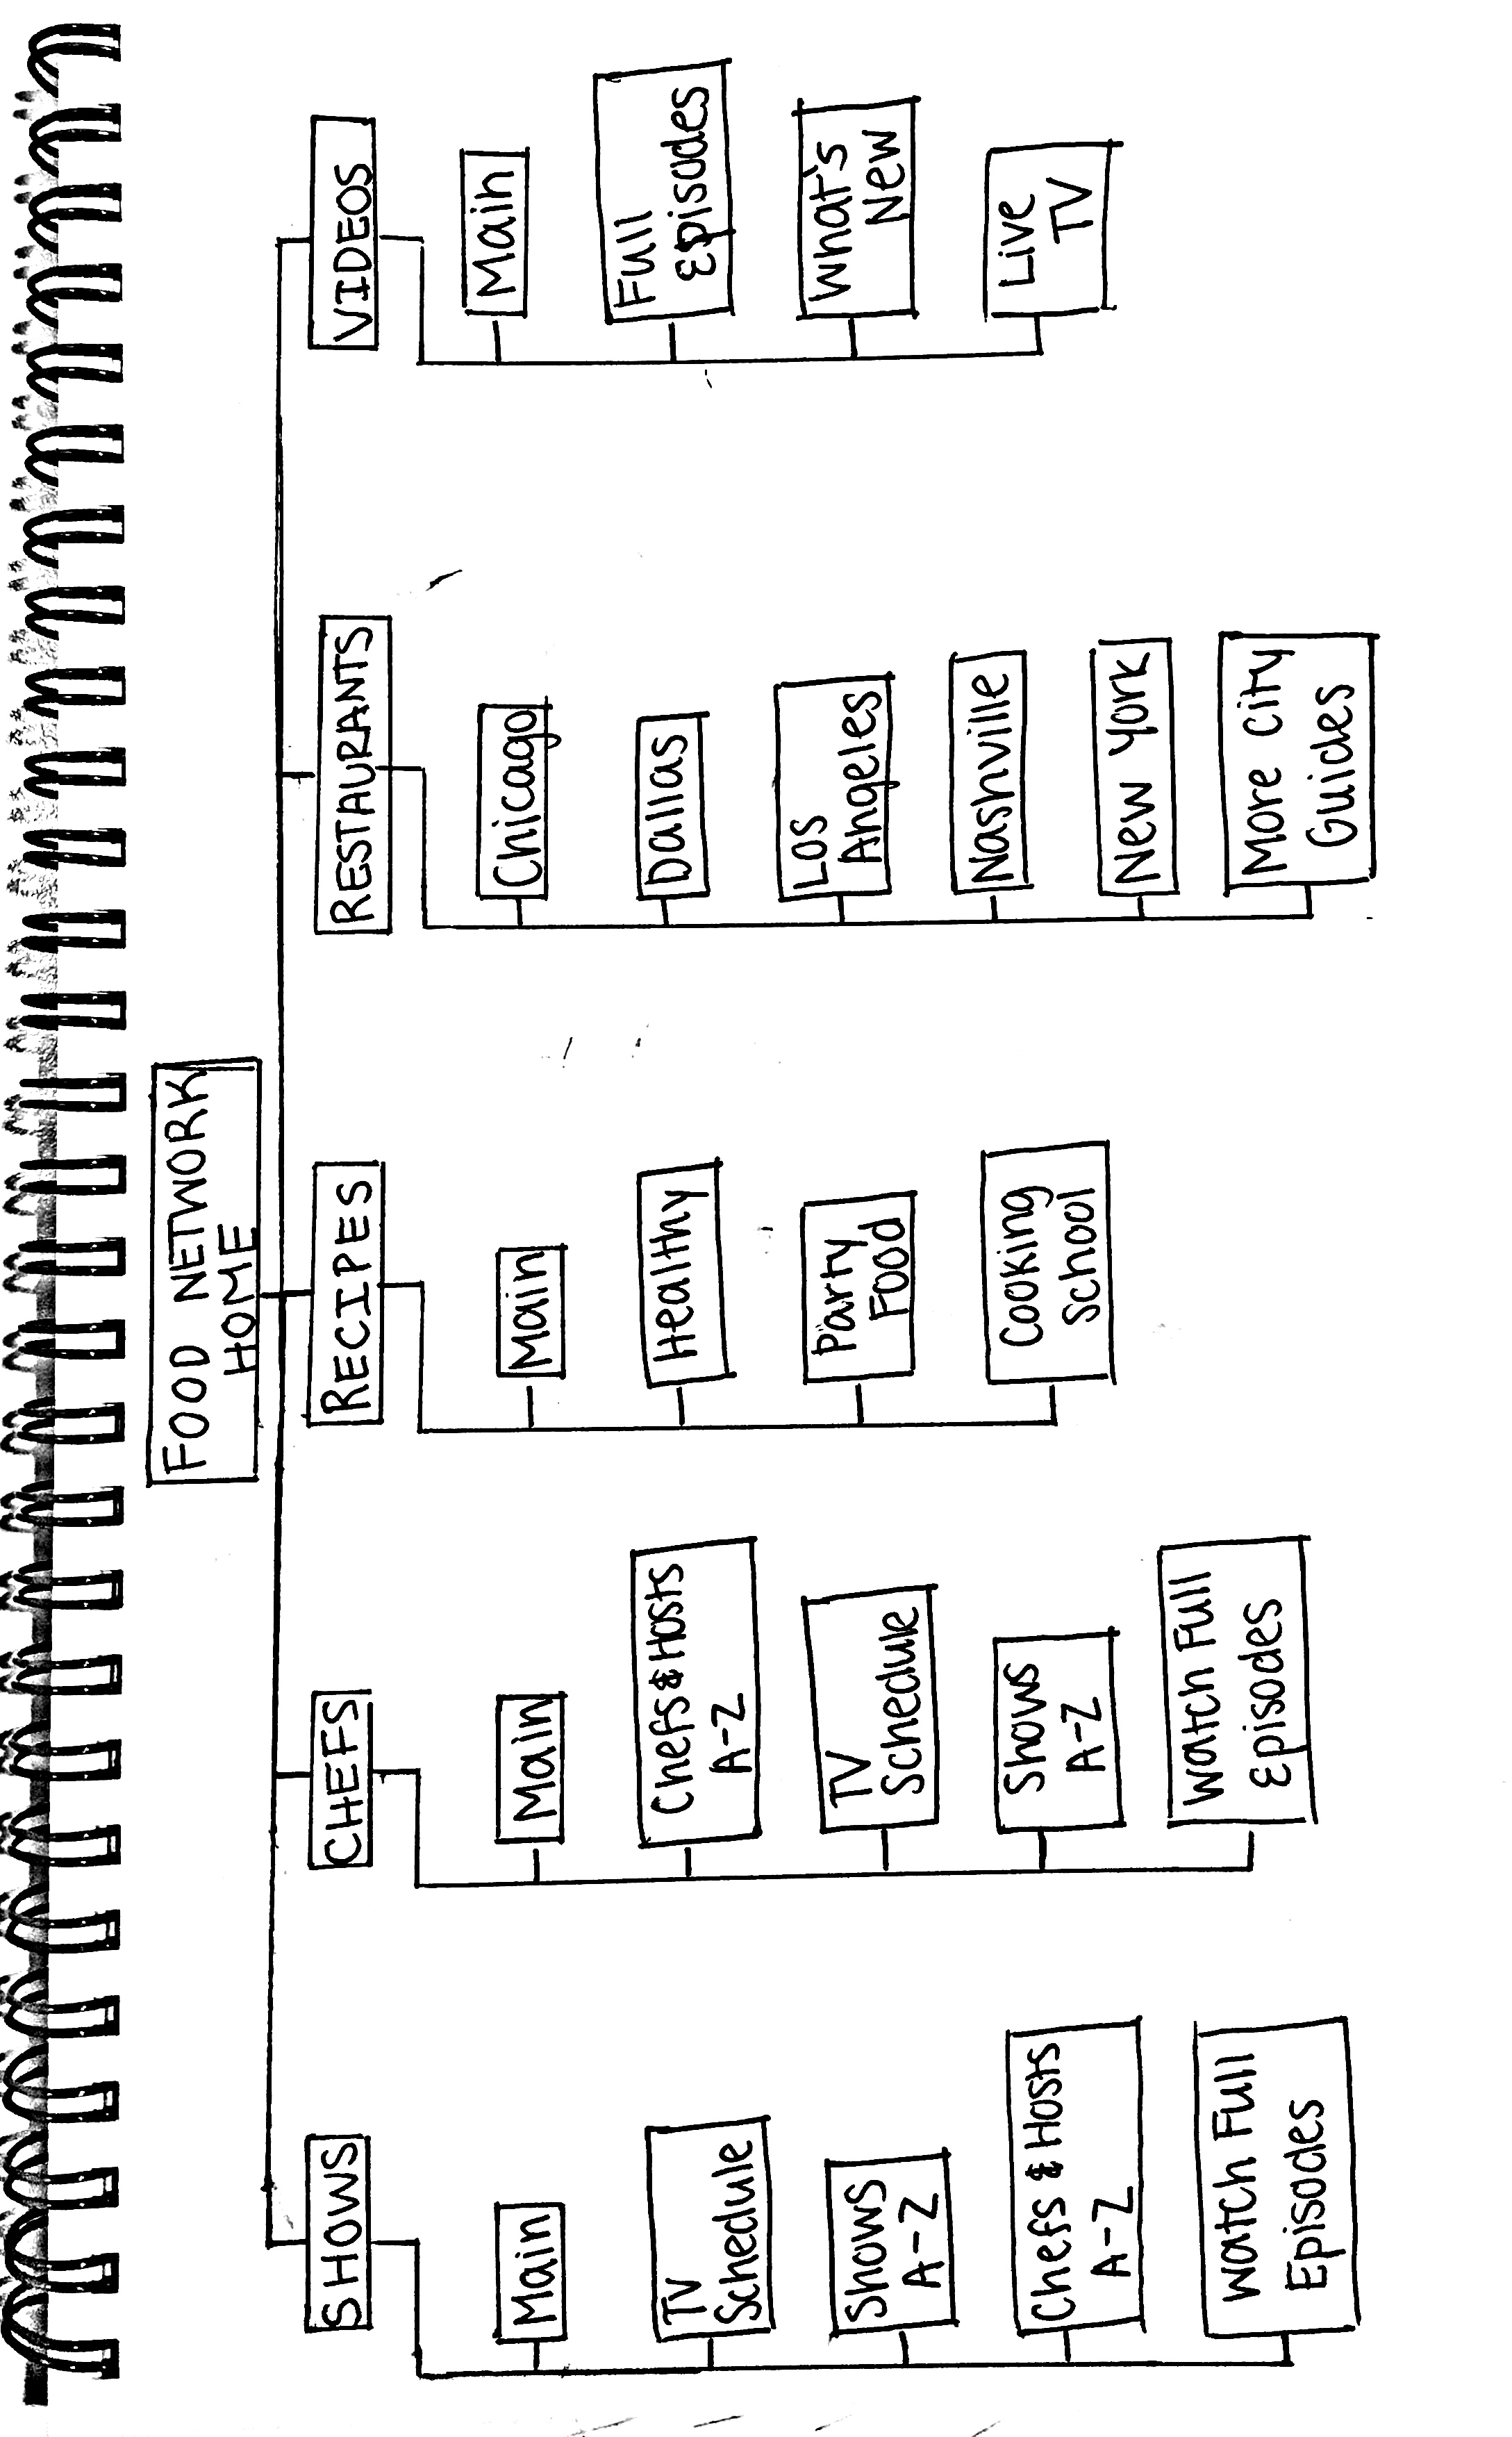 FOOD NETWORK
HOME
SHOWS
Main
TV
Schedule
Shows
A-Z
Chefs & Hosts
A-Z
Watch Full
Episodes
CHEFS
Main
Chefs & Hosts
A-Z
TV
Schedule
Shows
A-Z
Watch Full
Episodes
RECIPES
Main
Healthy
Party
Food
Cooking
School
RESTAURANTS
Chicago
Dallas
Los
Angeles
Nashville
New York
More City
Guides
VIDEOS
Main
Full
Episodes
What's
New
Live
TV